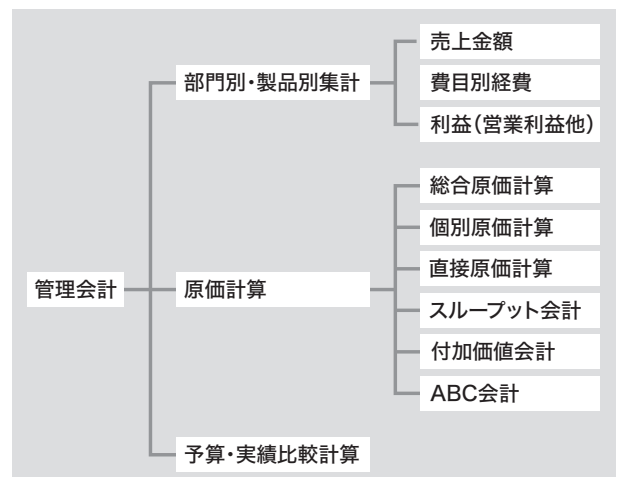 管理会計
部門別・製品別集計
売上金額
費目別経費
利益(営業利益他)
原価計算
総合原価計算
個別原価計算
直接原価計算
スループット会計
付加価値会計
ABC会計
予算・実績比較計算